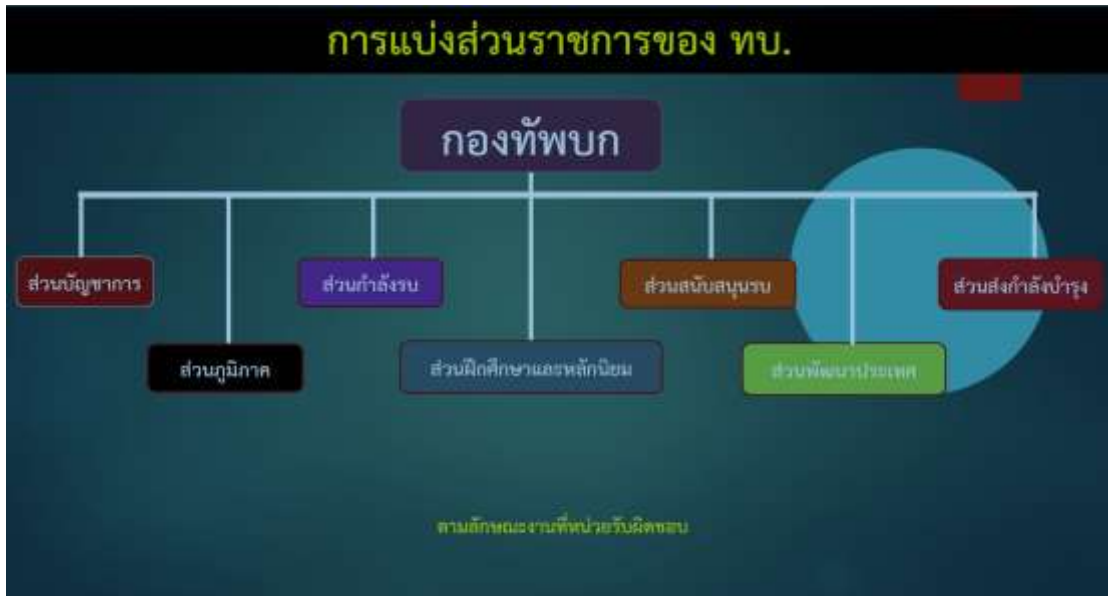 การแบ่งส่วนราชการของ ทบ.
กองทัพบก
ส่วนบัญชาการ
ส่วนกำลังรบ
ส่วนสนับสนุนรบ
ส่วนส่งกำลังบำรุง
ส่วนภูมิภาค
ส่วนฝึกศึกษาและหลักนิยม
ส่วนพัฒนาประเทศ
ตามลักษณะงานที่หน่วยรับผิดชอบ